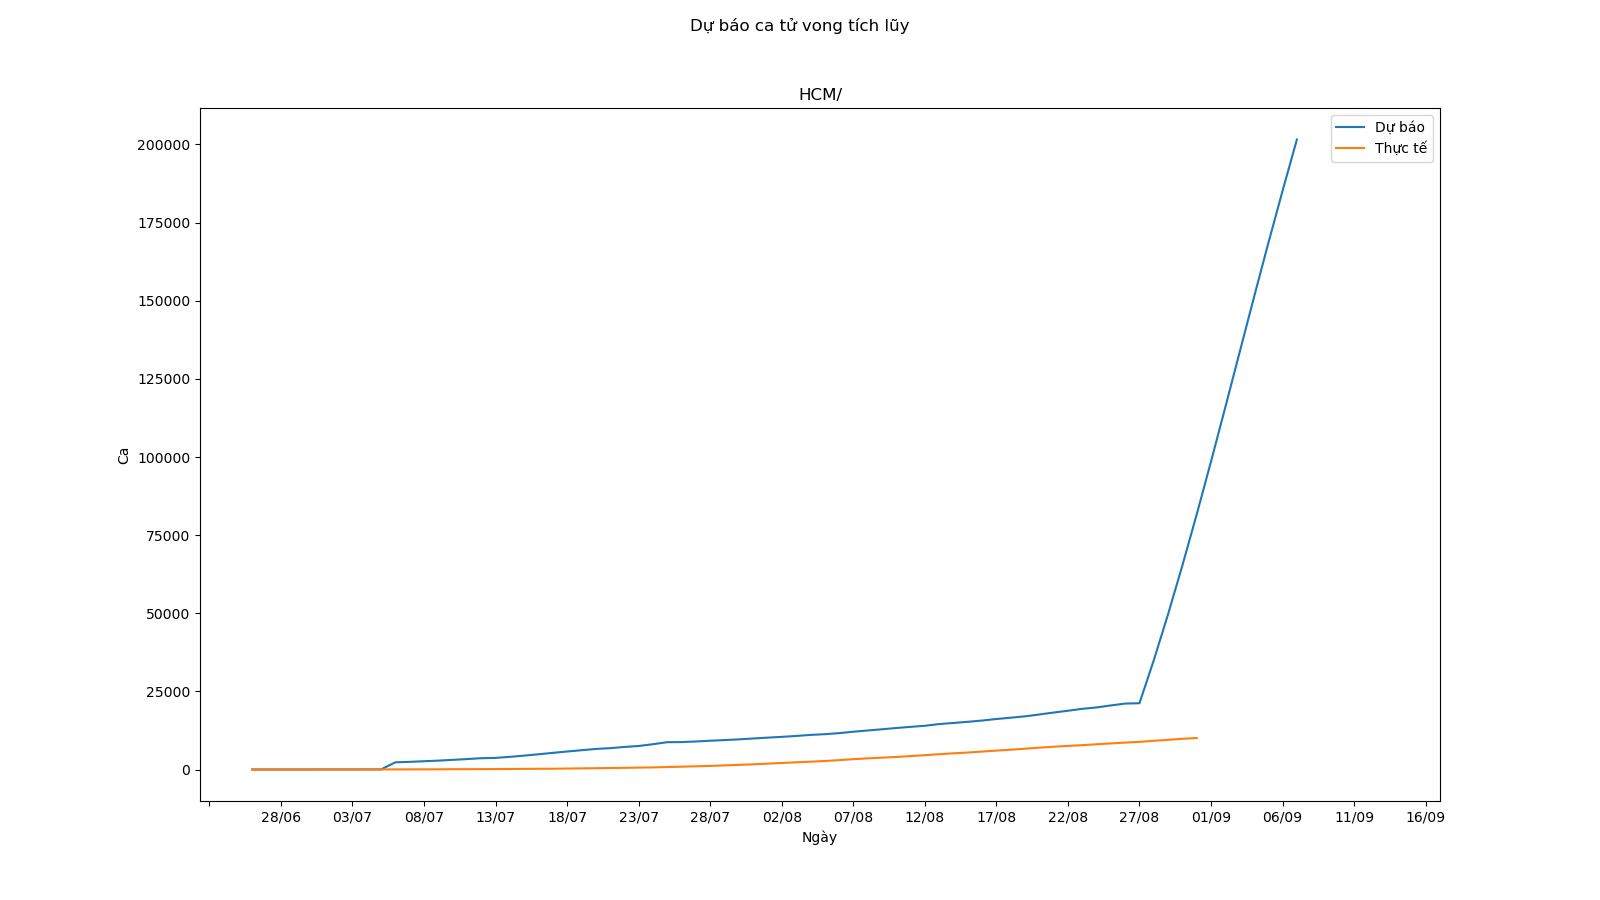 Dự báo ca tử vong tích lũy
HCM/
Dự báo
Thực tế
200000
175000
150000
125000
100000
75000
50000
25000
0
Ca
28/06 03/07 08/07 13/07 18/07 23/07 28/07 02/08 07/08 12/08 17/08 22/08 27/08 01/09 06/09 11/09 16/09
Ngày